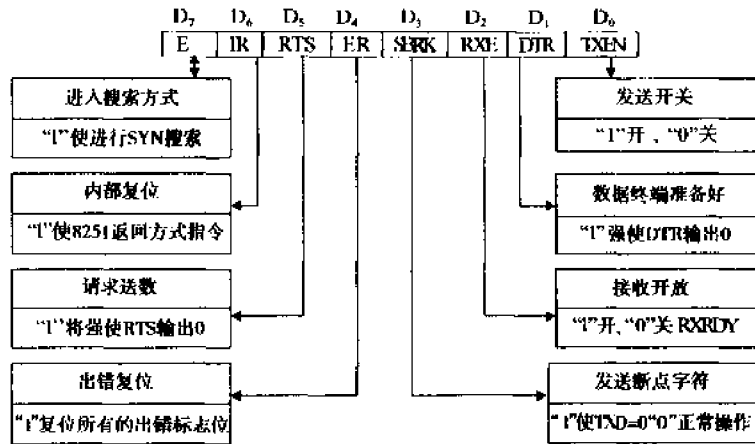 D₇ D₆ D₅ D₄ D₃ D₂ D₁ D₀
E IR RTS ER SBRK RXE DTR TXEN
进入搜索方式
“1”使进行SYN搜索
发送开关
“1”开、“0”关
内部复位
“1”使8251返回方式指令
数据终端准备好
“1”强使DTR输出0
请求送数
“1”将强使RTS输出0
接收开放
“1”开、“0”关 RXRDY
出错复位
“1”复位所有的出错标志位
发送断点字符
“1”使TXD=0“0”正常操作